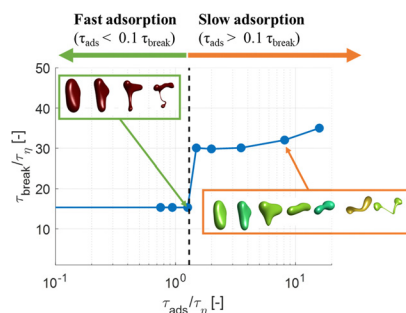 Fast adsorption Slow adsorption
(τads < 0.1 τbreak) (τads > 0.1 τbreak)
50
40
30
20
10
τbreak/τη [-]
10-1 100 101
τads/τη [-]